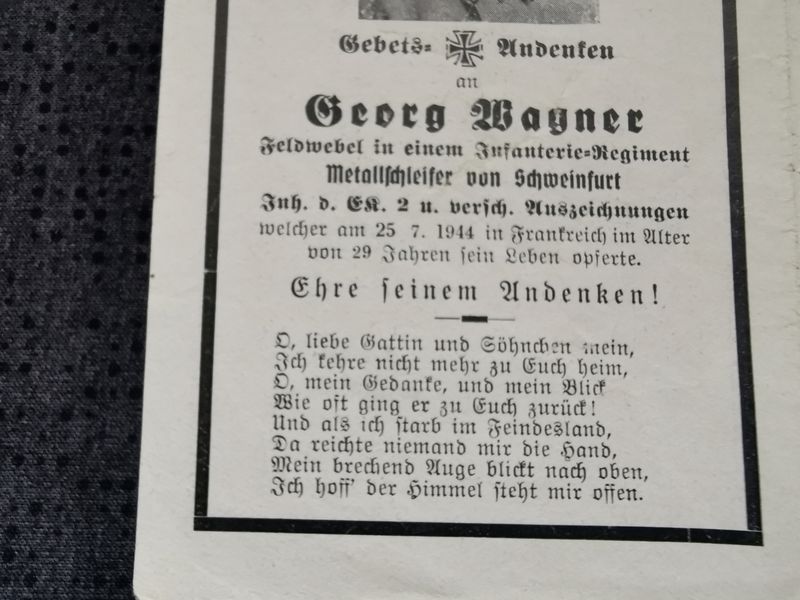 Gebets= Andenken
an
Georg Wagner
Feldwebel in einem Infanterie=Regiment
Metallschleifer von Schweinfurt
Inh. d. EK. 2 u. versch. Auszeichnungen
welcher am 25 7. 1944 in Frankreich im Alter
von 29 Jahren sein Leben opferte.
Ehre seinem Andenken!
O, liebe Gattin und Söhnchen mein,
Ich kehre nicht mehr zu Euch heim,
O, mein Gedanke, und mein Blick
Wie oft ging er zu Euch zurück!
Und als ich starb im Feindesland,
Da reichte niemand mir die Hand,
Mein brechend Auge blickt nach oben,
Ich hoff' der Himmel steht mir offen.